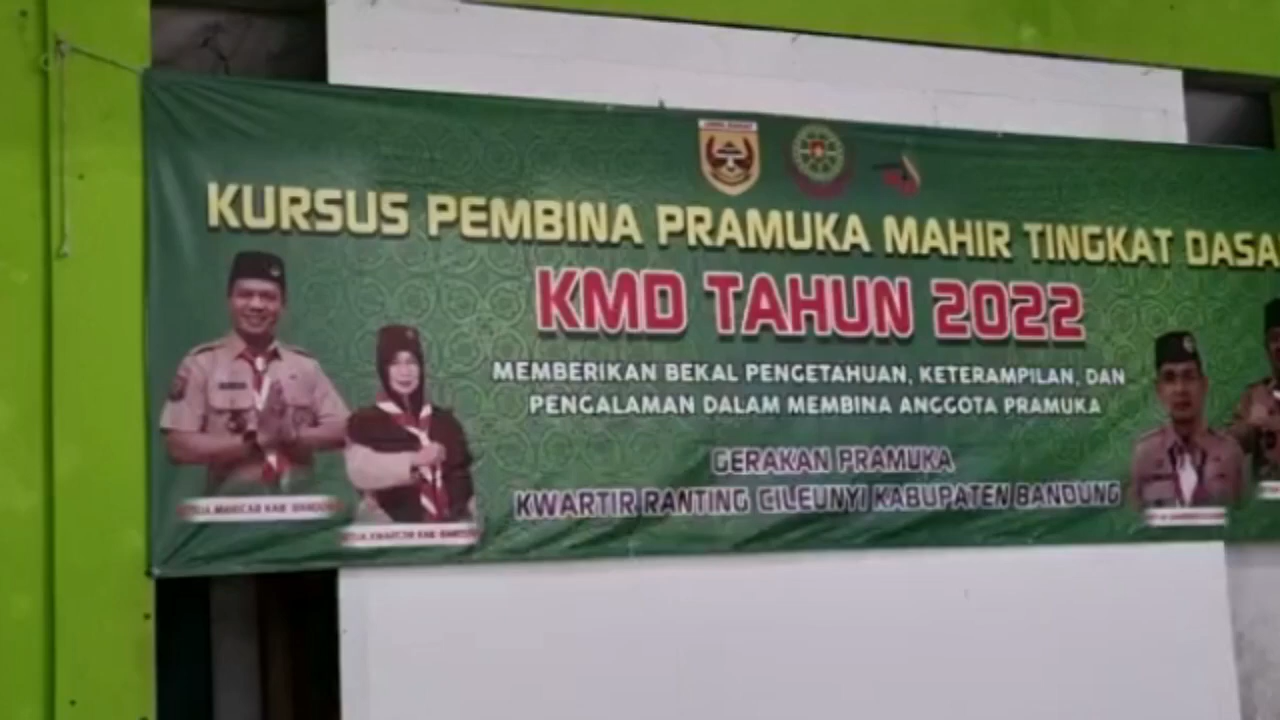 KURSUS PEMBINA PRAMUKA MAHIR TINGKAT DASA
KMD TAHUN 2022
MEMBERIKAN BEKAL PENGETAHUAN, KETERAMPILAN, DAN
PENGALAMAN DALAM MEMBINA ANGGOTA PRAMUKA
GERAKAN PRAMUKA
KWARTIR RANTING CILEUNYI KABUPATEN BANDUNG